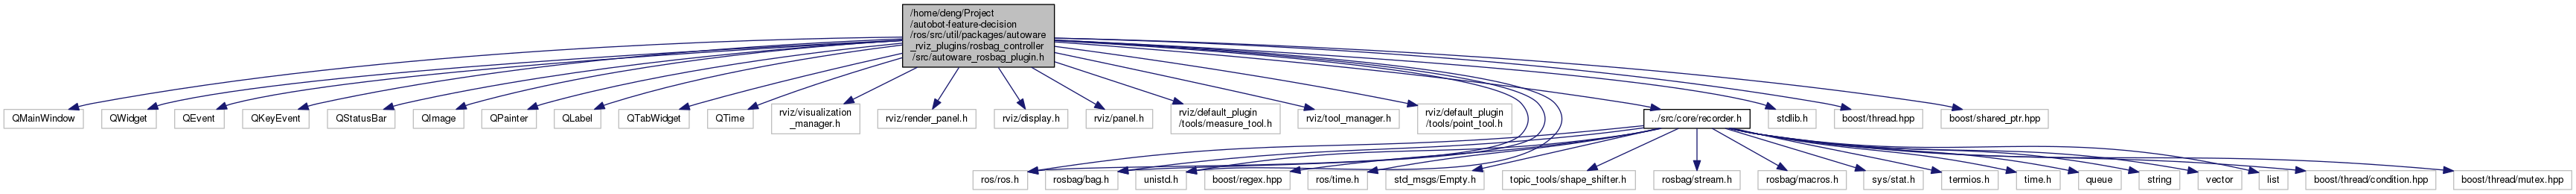 /home/deng/Project
/autobot-feature-decision
/ros/src/util/packages/autoware
_rviz_plugins/rosbag_controller
/src/autoware_rosbag_plugin.h
QMainWindow
QWidget
QEvent
QKeyEvent
QStatusBar
QImage
QPainter
QLabel
QTabWidget
QTime
rviz/visualization
_manager.h
rviz/render_panel.h
rviz/display.h
rviz/panel.h
rviz/default_plugin
/tools/measure_tool.h
rviz/tool_manager.h
rviz/default_plugin
/tools/point_tool.h
../src/core/recorder.h
stdlib.h
boost/thread.hpp
boost/shared_ptr.hpp
ros/ros.h
rosbag/bag.h
unistd.h
boost/regex.hpp
ros/time.h
std_msgs/Empty.h
topic_tools/shape_shifter.h
rosbag/stream.h
rosbag/macros.h
sys/stat.h
termios.h
time.h
queue
string
vector
list
boost/thread/condition.hpp
boost/thread/mutex.hpp